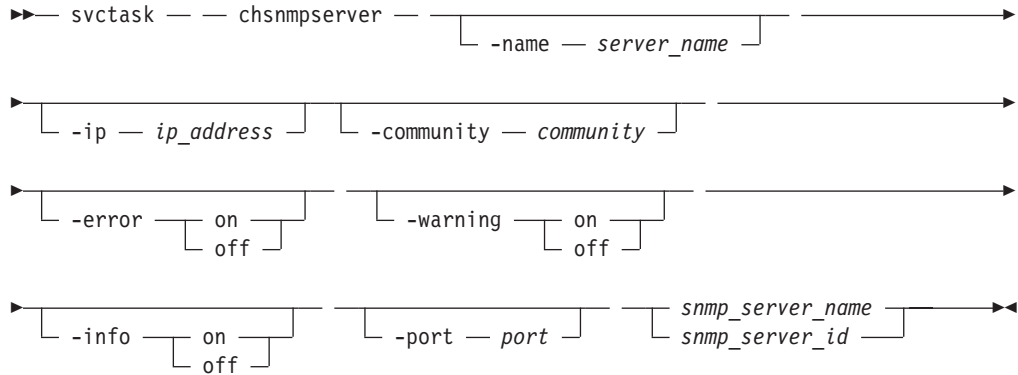 svctask chsnmpserver
-name server_name
-ip ip_address -community community
-error on -warning on
off off
-info on -port port snmp_server_name
off snmp_server_id